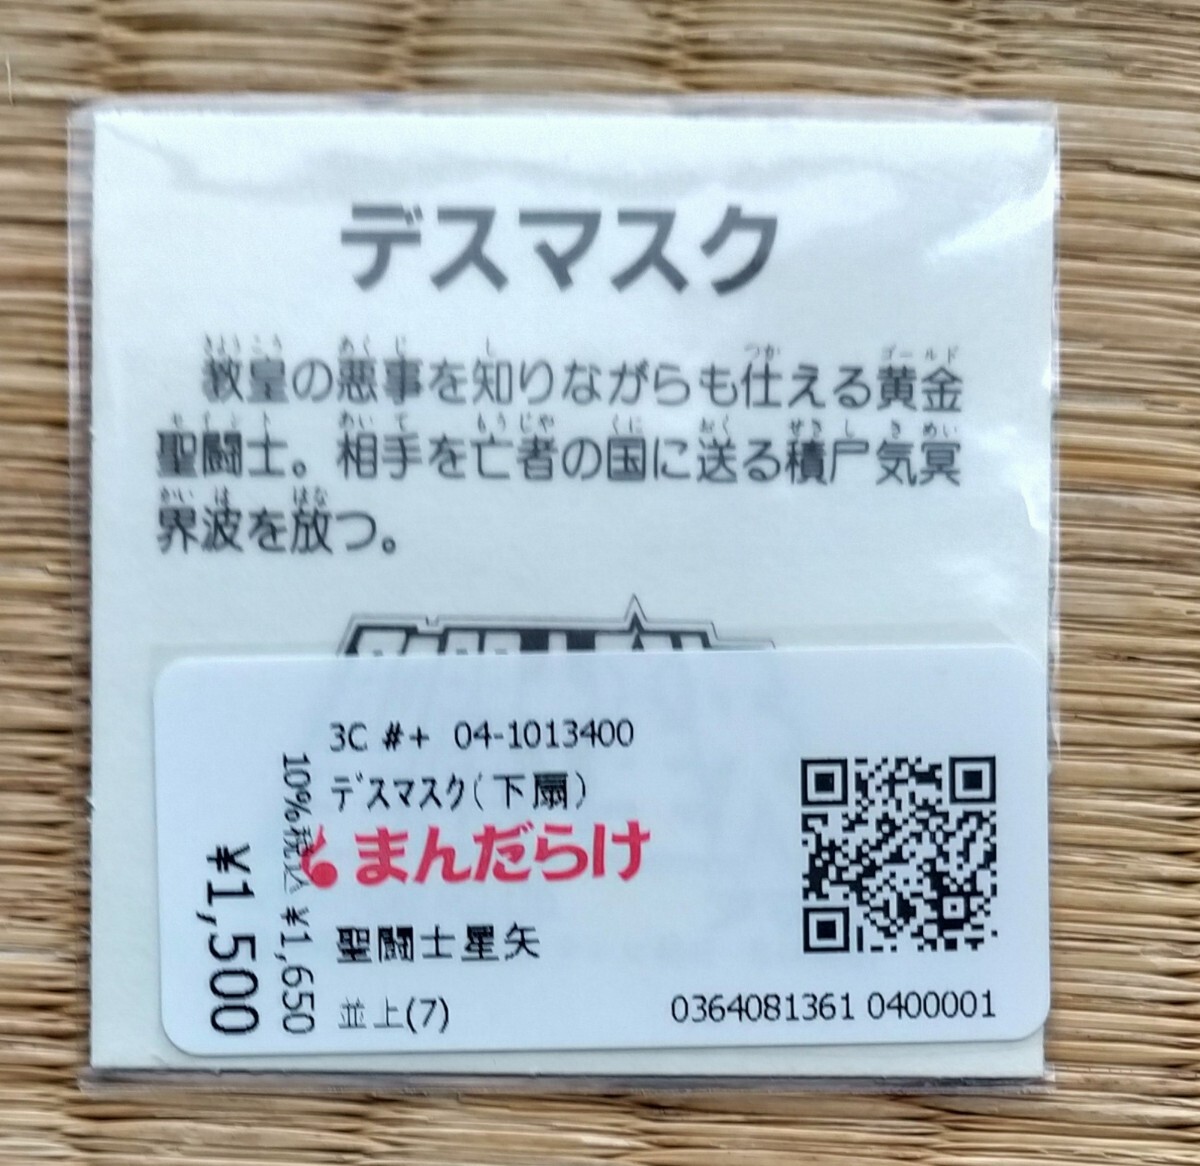 デスマスク
教皇の悪事を知りながらも仕える黄金
聖闘士。相手を亡者の国に送る積尸気冥
界波を放つ。
3C #+ 04-1013400
デスマスク(下扇)
まんだらけ
聖闘士星矢
並上(7)
0364081361 0400001
10%税込 ¥1,650
¥1,500